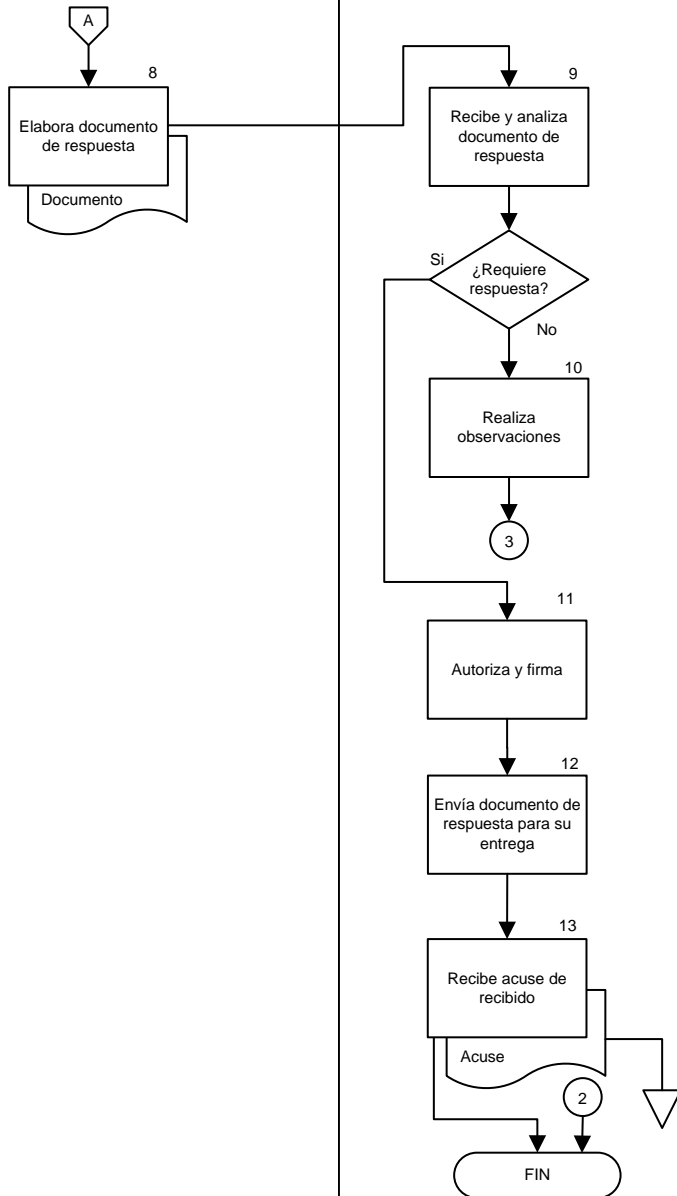 A
8
Elabora documento
de respuesta
Documento
9
Recibe y analiza
documento de
respuesta
Si
¿Requiere
respuesta?
No
10
Realiza
observaciones
3
11
Autoriza y firma
12
Envía documento de
respuesta para su
entrega
13
Recibe acuse de
recibido
Acuse
2
FIN